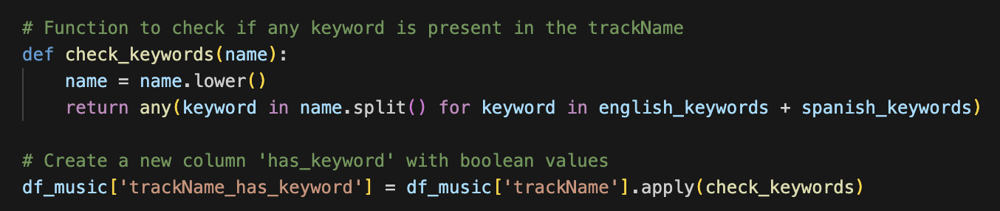 # Function to check if any keyword is present in the trackName
def check_keywords(name):
    name = name.lower()
    return any(keyword in name.split() for keyword in english_keywords + spanish_keywords)

# Create a new column 'has_keyword' with boolean values
df_music['trackName_has_keyword'] = df_music['trackName'].apply(check_keywords)